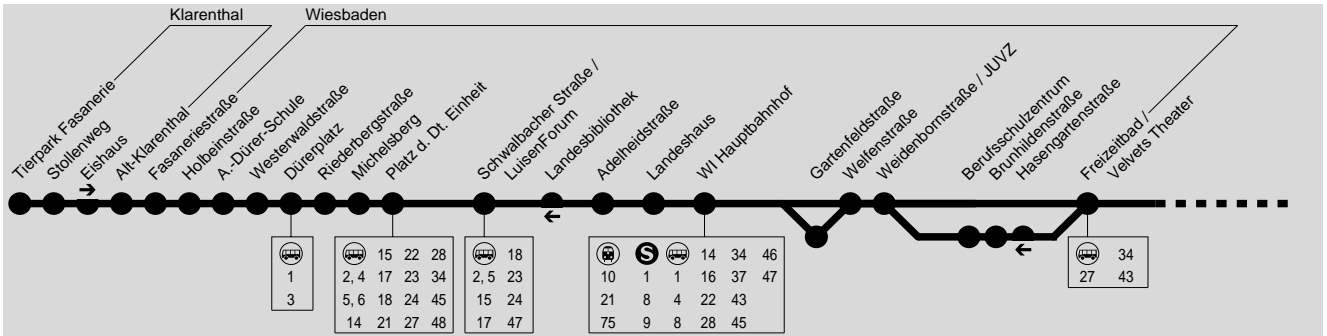 Klarenthal
Wiesbaden
Tierpark Fasanerie
Stollenweg
Eishaus
Alt-Klarenthal
Fasaneriestraße
Holbeinstraße
A.-Dürer-Schule
Westerwaldstraße
Dürerplatz
Riederbergstraße
Michelsberg
Platz d. Dt. Einheit
Schwalbacher Straße /
LuisenForum
Landesbibliothek
Adelheidstraße
Landeshaus
WI Hauptbahnhof
Gartenfeldstraße
Welfenstraße
Weidenbornstraße / JUVZ
Berufsschulzentrum
Brunhildenstraße
Hasengartenstraße
Freizeitbad /
Velvets Theater
1
3
15 22 28
2, 4 17 23 34
5, 6 18 24 45
14 21 27 48
18
2, 5 23
15 24
17 47
S 14 34 46
10 1 1 16 37 47
21 8 4 22 43
75 9 8 28 45
34
27 43